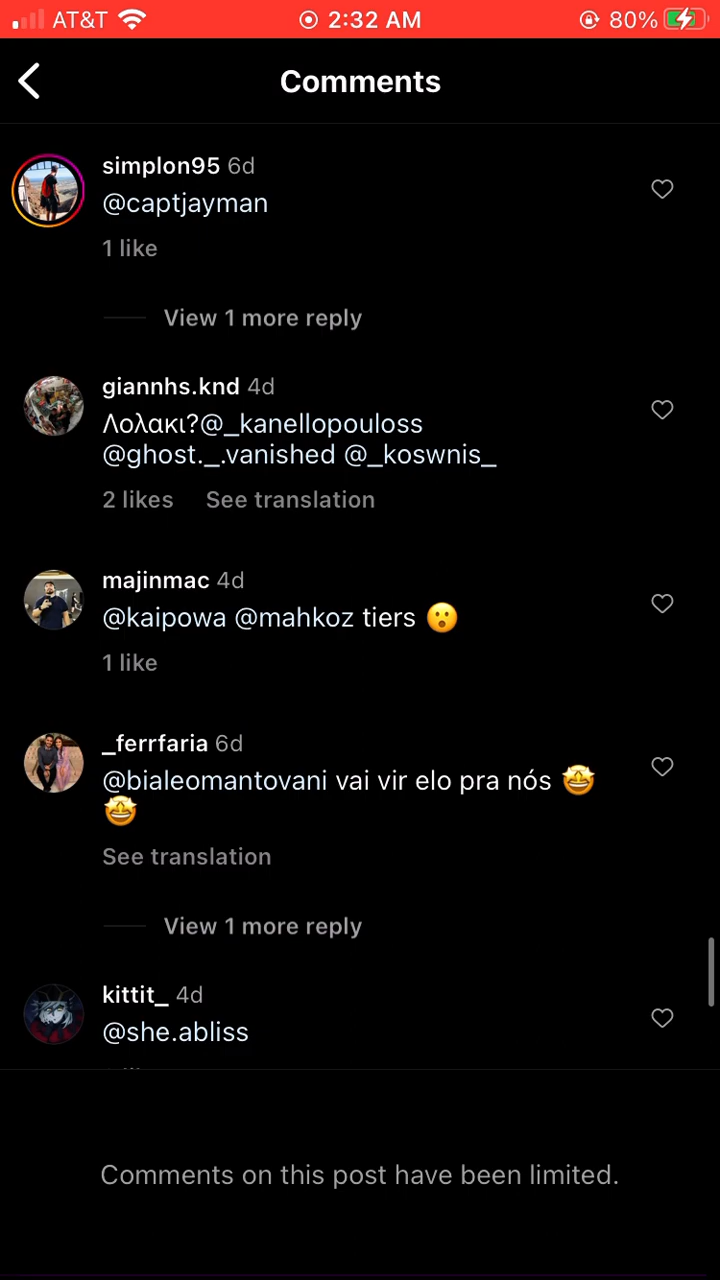 AT&T 2:32 AM 80%
Comments
simplon95 6d
@captjayman
1 like
View 1 more reply
giannhs.knd 4d
Λολακι?@_kanellopouloss
@ghost._.vanished @_koswnis_
2 likes See translation
majinmac 4d
@kaipowa @mahkoz tiers 😮
1 like
_ferrfaria 6d
@bialeomantovani vai vir elo pra nós 🤩
🤩
See translation
View 1 more reply
kittit_ 4d
@she.abliss
Comments on this post have been limited.